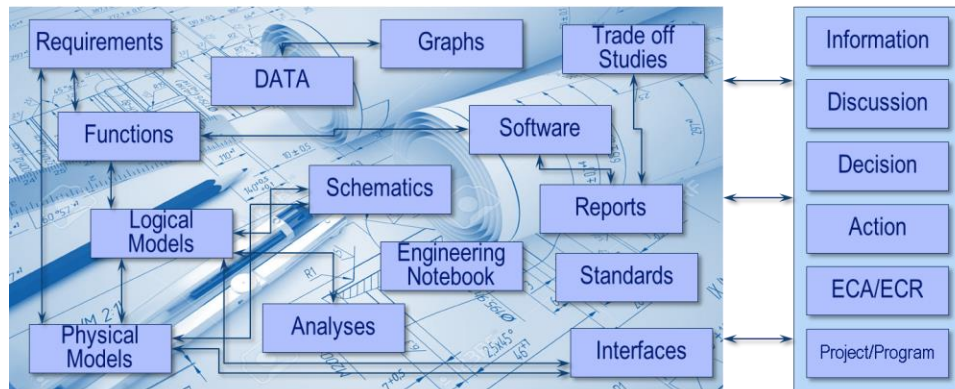 Requirements
Graphs
Trade off
Studies
DATA
Functions
Software
Schematics
Reports
Logical
Models
Engineering
Notebook
Standards
Analyses
Physical
Models
Interfaces
Information
Discussion
Decision
Action
ECA/ECR
Project/Program